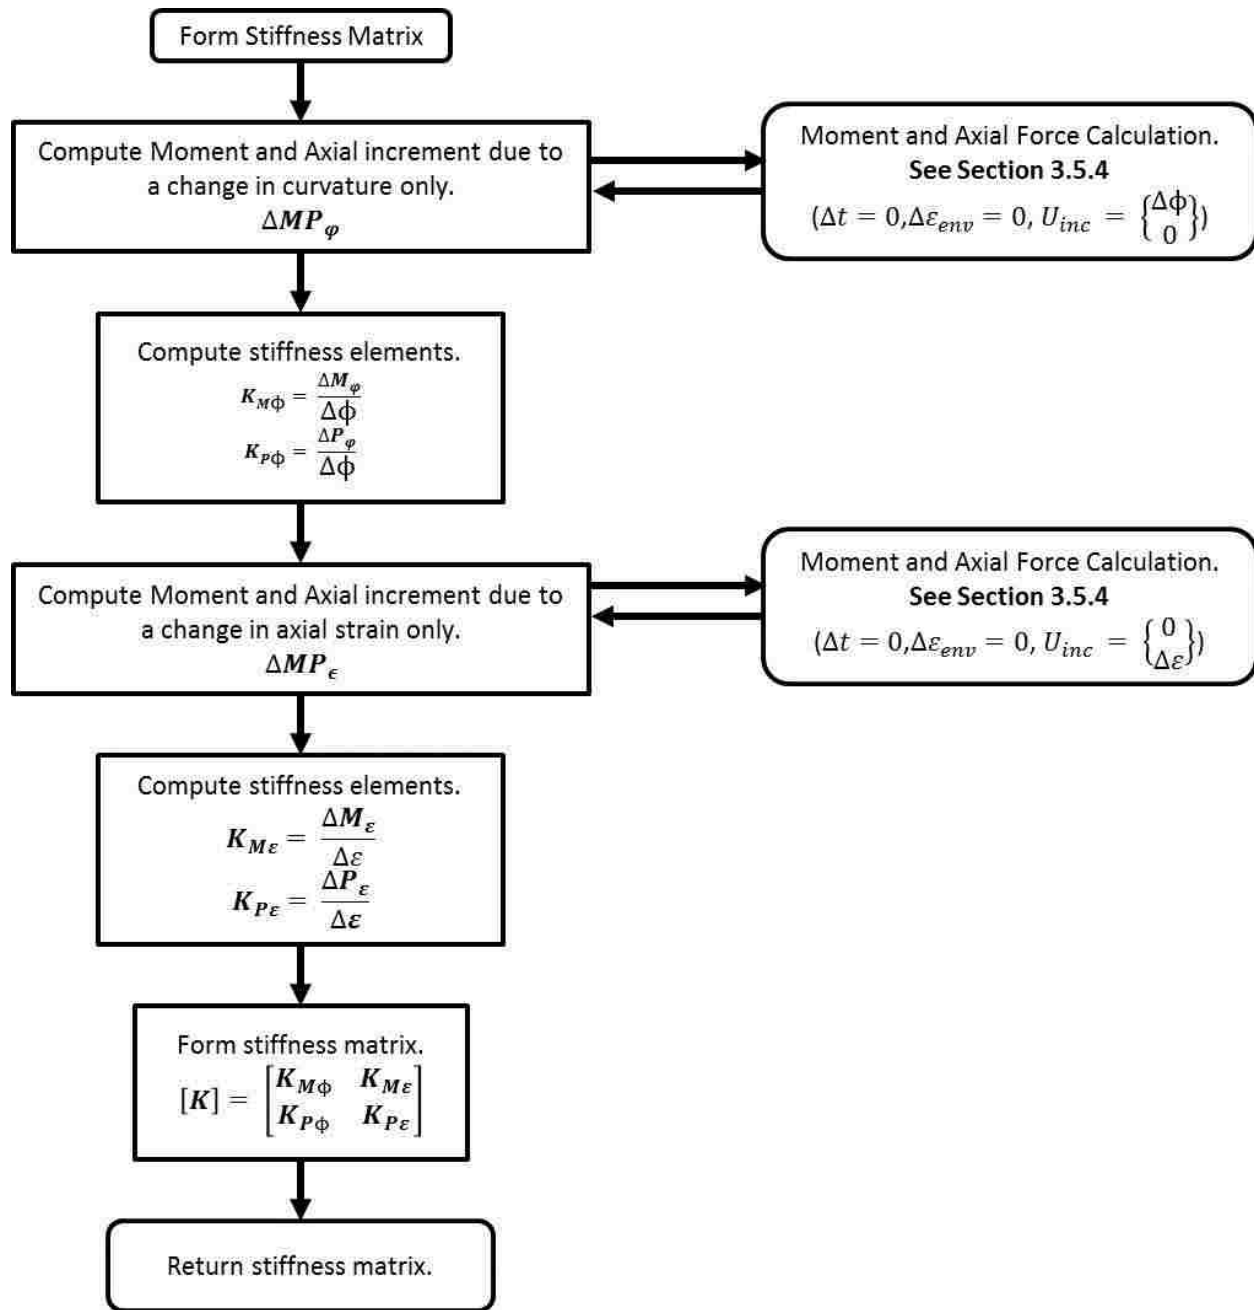 Form Stiffness Matrix
Compute Moment and Axial increment due to
a change in curvature only.
ΔMP_φ
Moment and Axial Force Calculation.
See Section 3.5.4
(Δt = 0,Δε_env = 0, U_inc = {Δϕ 0})
Compute stiffness elements.
K_Mϕ = ΔM_φ / Δϕ
K_Pϕ = ΔP_φ / Δϕ
Compute Moment and Axial increment due to
a change in axial strain only.
ΔMP_ϵ
Moment and Axial Force Calculation.
See Section 3.5.4
(Δt = 0,Δε_env = 0, U_inc = {0 Δε})
Compute stiffness elements.
K_Mε = ΔM_ε / Δε
K_Pε = ΔP_ε / Δε
Form stiffness matrix.
[K] = [K_Mϕ K_Mε
K_Pϕ K_Pε]
Return stiffness matrix.